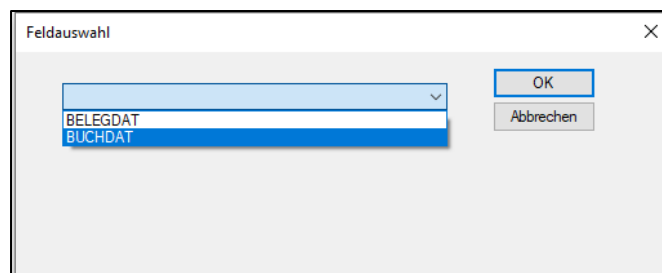 Feldauswahl
OK
BELEGDAT
BUCHDAT
Abbrechen